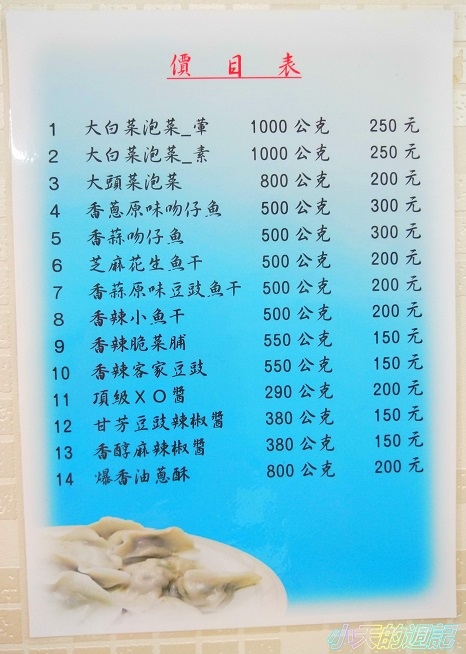 價目表
1 大白菜泡菜_葷 1000 公克 250 元
2 大白菜泡菜_素 1000 公克 250 元
3 大頭菜泡菜 800 公克 200 元
4 香蔥原味吻仔魚 500 公克 300 元
5 香蒜吻仔魚 500 公克 300 元
6 芝麻花生魚干 500 公克 200 元
7 香蒜原味豆豉魚干 500 公克 200 元
8 香辣小魚干 500 公克 200 元
9 香辣脆菜脯 550 公克 150 元
10 香辣客家豆豉 550 公克 150 元
11 頂級XO醬 290 公克 200 元
12 甘芳豆豉辣椒醬 380 公克 150 元
13 香醇麻辣椒醬 380 公克 150 元
14 爆香油蔥酥 800 公克 200 元
小天的週記